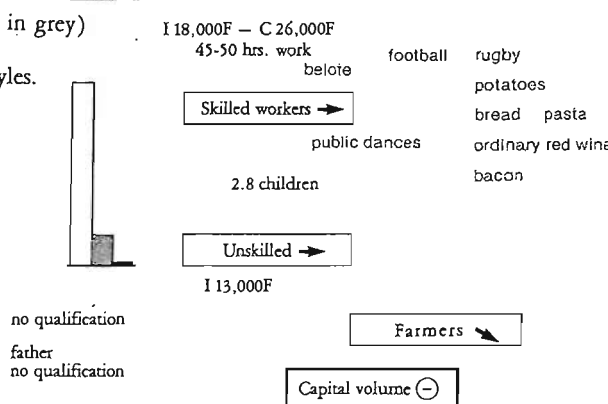 in grey)
I 18,000F – C 26,000F
45-50 hrs. work
belote
football rugby
yles.
potatoes
Skilled workers →
bread pasta
public dances
ordinary red wine
2.8 children
bacon
Unskilled →
I 13,000F
no qualification
Farmers ↘
father
no qualification
Capital volume ⊖